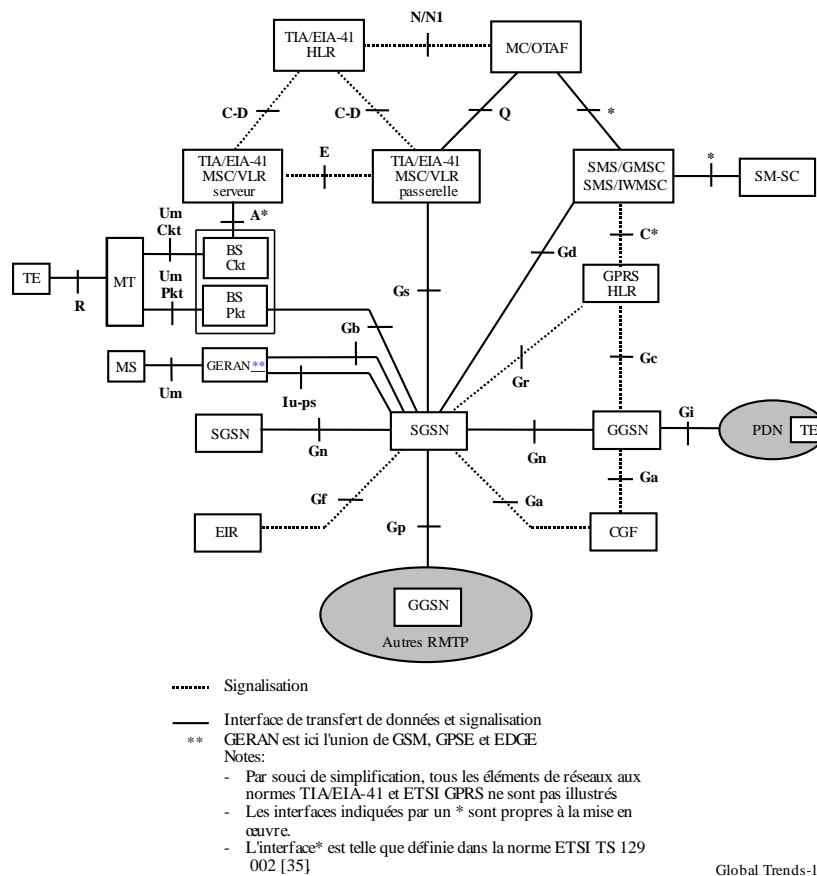 N/N1
TIA/EIA-41
HLR
MC/OTAF
C-D
C-D
Q
*
E
TIA/EIA-41
MSC/VLR
serveur
TIA/EIA-41
MSC/VLR
passerelle
SMS/GMSC
SMS/IWMSC
*
SM-SC
Um
Ckt
A*
BS
Ckt
C*
Gd
TE
R
MT
Um
Pkt
BS
Pkt
Gs
GPRS
HLR
Gb
MS
Um
GERAN**
Iu-ps
Gr
Gc
SGSN
Gn
SGSN
Gn
GGSN
Gi
PDN
TE
Gf
Ga
Ga
EIR
Gp
CGF
GGSN
Autres RMTP
Signalisation
Interface de transfert de données et signalisation
** GERAN est ici l'union de GSM, GPSE et EDGE
Notes:
- Par souci de simplification, tous les éléments de réseaux aux
normes TIA/EIA-41 et ETSI GPRS ne sont pas illustrés
- Les interfaces indiquées par un * sont propres à la mise en
œuvre.
- L'interface* est telle que définie dans la norme ETSI TS 129
002 [35].
Global Trends-1